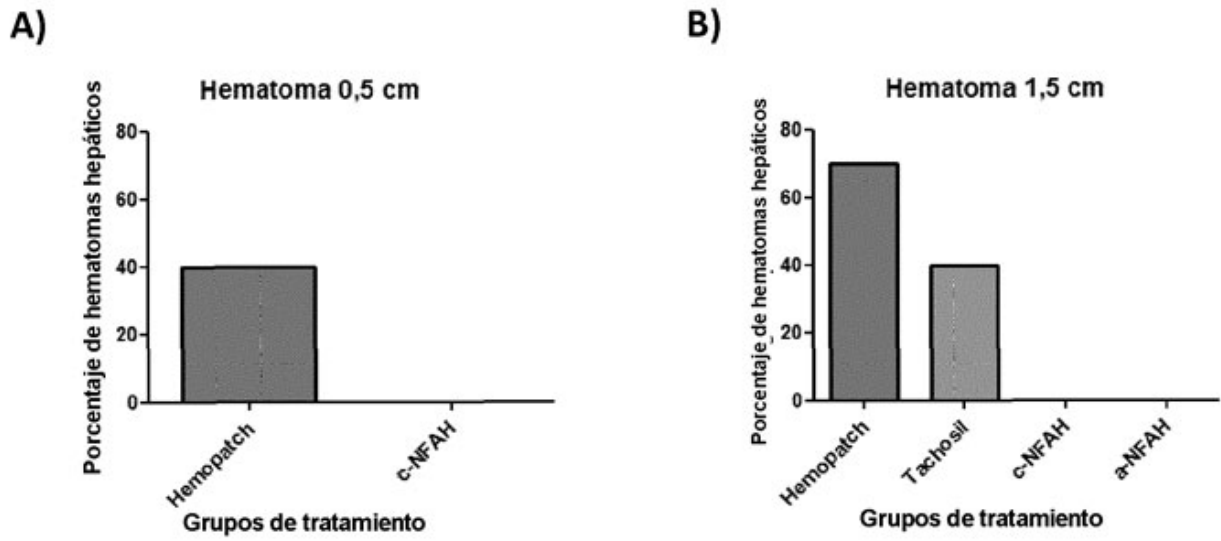 A)
Hematoma 0,5 cm
Porcentaje de hematomas hepáticos
80
60
40
20
0
Hemopatch
c-NFAH
Grupos de tratamiento
B)
Hematoma 1,5 cm
Porcentaje de hematomas hepáticos
80
60
40
20
0
Hemopatch
Tachosil
c-NFAH
a-NFAH
Grupos de tratamiento